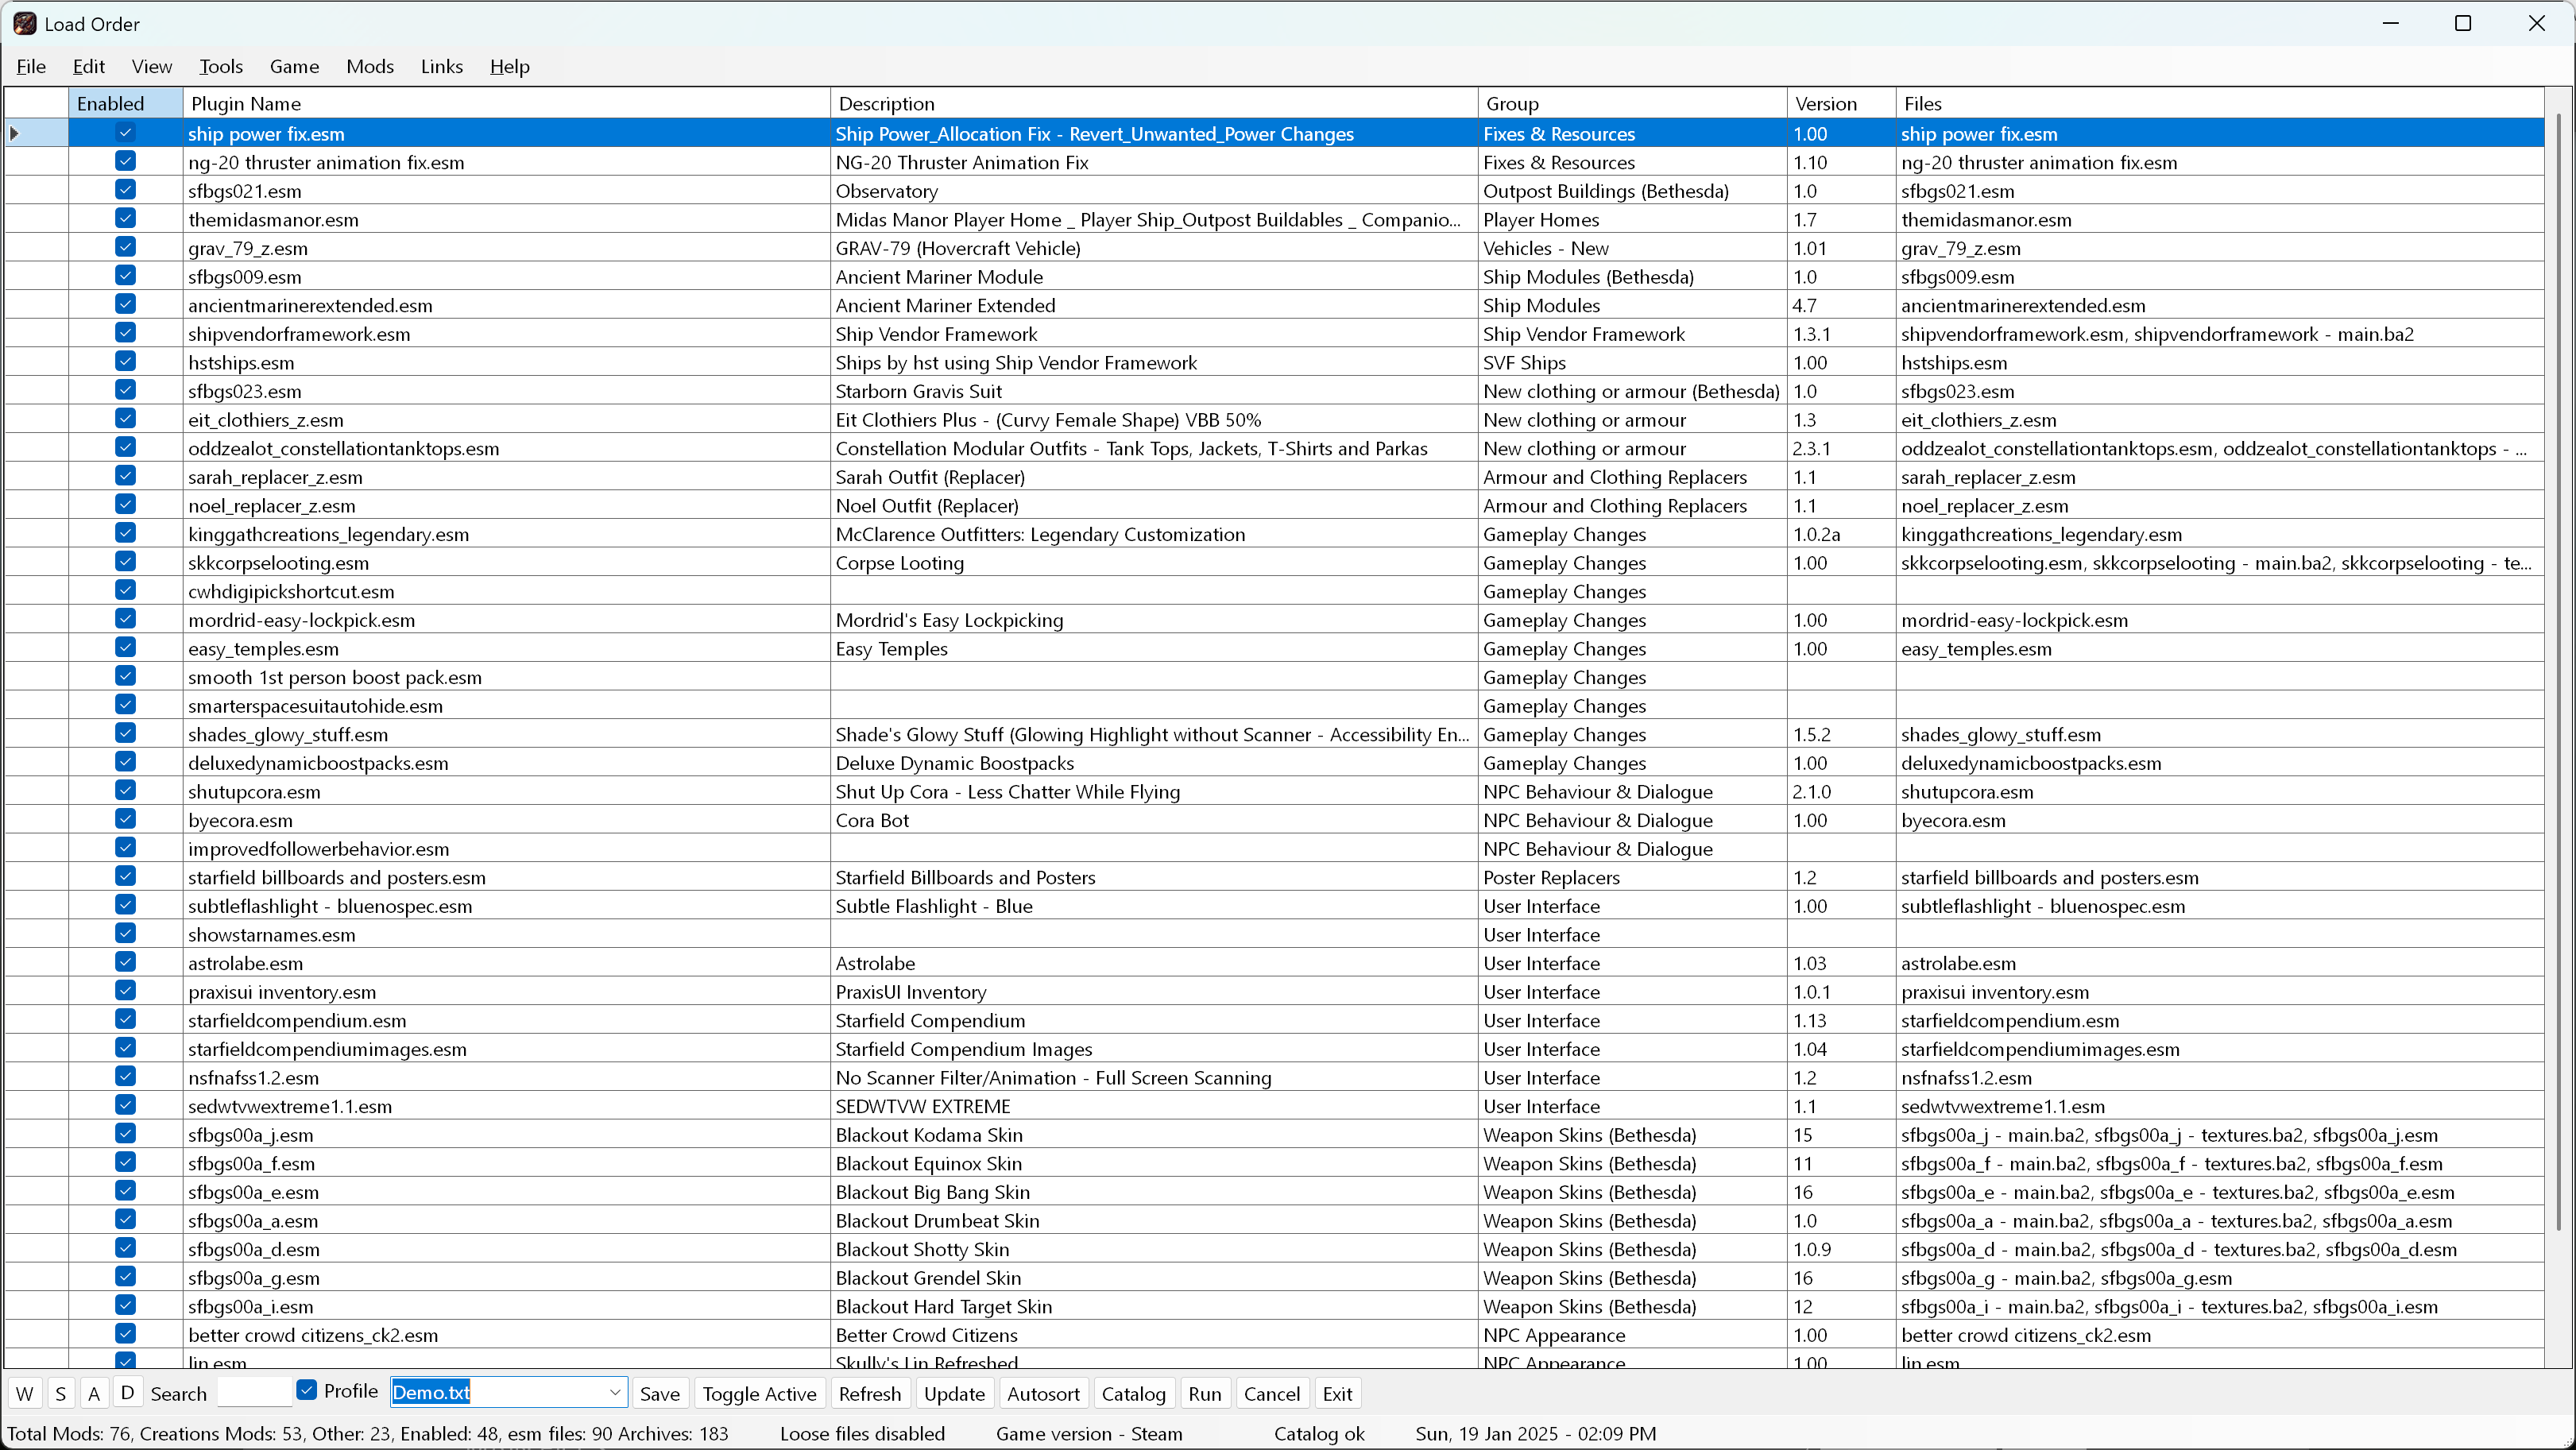 Load Order
File Edit View Tools Game Mods Links Help
Enabled Plugin Name Description Group Version Files
ship power fix.esm Ship Power_Allocation Fix - Revert_Unwanted_Power Changes Fixes & Resources 1.00 ship power fix.esm
ng-20 thruster animation fix.esm NG-20 Thruster Animation Fix Fixes & Resources 1.10 ng-20 thruster animation fix.esm
sfbgs021.esm Observatory Outpost Buildings (Bethesda) 1.0 sfbgs021.esm
themidasmanor.esm Midas Manor Player Home _ Player Ship_Outpost Buildables _ Companio... Player Homes 1.7 themidasmanor.esm
grav_79_z.esm GRAV-79 (Hovercraft Vehicle) Vehicles - New 1.01 grav_79_z.esm
sfbgs009.esm Ancient Mariner Module Ship Modules (Bethesda) 1.0 sfbgs009.esm
ancientmarinerextended.esm Ancient Mariner Extended Ship Modules 4.7 ancientmarinerextended.esm
shipvendorframework.esm Ship Vendor Framework Ship Vendor Framework 1.3.1 shipvendorframework.esm, shipvendorframework - main.ba2
hstships.esm Ships by hst using Ship Vendor Framework SVF Ships 1.00 hstships.esm
sfbgs023.esm Starborn Gravis Suit New clothing or armour (Bethesda) 1.0 sfbgs023.esm
eit_clothiers_z.esm Eit Clothiers Plus - (Curvy Female Shape) VBB 50% New clothing or armour 1.3 eit_clothiers_z.esm
oddzealot_constellationtanktops.esm Constellation Modular Outfits - Tank Tops, Jackets, T-Shirts and Parkas New clothing or armour 2.3.1 oddzealot_constellationtanktops.esm, oddzealot_constellationtanktops - ...
sarah_replacer_z.esm Sarah Outfit (Replacer) Armour and Clothing Replacers 1.1 sarah_replacer_z.esm
noel_replacer_z.esm Noel Outfit (Replacer) Armour and Clothing Replacers 1.1 noel_replacer_z.esm
kinggathcreations_legendary.esm McClarence Outfitters: Legendary Customization Gameplay Changes 1.0.2a kinggathcreations_legendary.esm
skkcorpselooting.esm Corpse Looting Gameplay Changes 1.00 skkcorpselooting.esm, skkcorpselooting - main.ba2, skkcorpselooting - te...
cwhdigipickshortcut.esm Gameplay Changes
mordrid-easy-lockpick.esm Mordrid's Easy Lockpicking Gameplay Changes 1.00 mordrid-easy-lockpick.esm
easy_temples.esm Easy Temples Gameplay Changes 1.00 easy_temples.esm
smooth 1st person boost pack.esm Gameplay Changes
smarterspacesuitautohide.esm Gameplay Changes
shades_glowy_stuff.esm Shade's Glowy Stuff (Glowing Highlight without Scanner - Accessibility En... Gameplay Changes 1.5.2 shades_glowy_stuff.esm
deluxedynamicboostpacks.esm Deluxe Dynamic Boostpacks Gameplay Changes 1.00 deluxedynamicboostpacks.esm
shutupcora.esm Shut Up Cora - Less Chatter While Flying NPC Behaviour & Dialogue 2.1.0 shutupcora.esm
byecora.esm Cora Bot NPC Behaviour & Dialogue 1.00 byecora.esm
improvedfollowerbehavior.esm NPC Behaviour & Dialogue
starfield billboards and posters.esm Starfield Billboards and Posters Poster Replacers 1.2 starfield billboards and posters.esm
subtleflashlight - bluenospec.esm Subtle Flashlight - Blue User Interface 1.00 subtleflashlight - bluenospec.esm
showstarnames.esm User Interface
astrolabe.esm Astrolabe User Interface 1.03 astrolabe.esm
praxisui inventory.esm PraxisUI Inventory User Interface 1.0.1 praxisui inventory.esm
starfieldcompendium.esm Starfield Compendium User Interface 1.13 starfieldcompendium.esm
starfieldcompendiumimages.esm Starfield Compendium Images User Interface 1.04 starfieldcompendiumimages.esm
nsfnafss1.2.esm No Scanner Filter/Animation - Full Screen Scanning User Interface 1.2 nsfnafss1.2.esm
sedwtvwextreme1.1.esm SEDWTVW EXTREME User Interface 1.1 sedwtvwextreme1.1.esm
sfbgs00a_j.esm Blackout Kodama Skin Weapon Skins (Bethesda) 15 sfbgs00a_j - main.ba2, sfbgs00a_j - textures.ba2, sfbgs00a_j.esm
sfbgs00a_f.esm Blackout Equinox Skin Weapon Skins (Bethesda) 11 sfbgs00a_f - main.ba2, sfbgs00a_f - textures.ba2, sfbgs00a_f.esm
sfbgs00a_e.esm Blackout Big Bang Skin Weapon Skins (Bethesda) 16 sfbgs00a_e - main.ba2, sfbgs00a_e - textures.ba2, sfbgs00a_e.esm
sfbgs00a_a.esm Blackout Drumbeat Skin Weapon Skins (Bethesda) 1.0 sfbgs00a_a - main.ba2, sfbgs00a_a - textures.ba2, sfbgs00a_a.esm
sfbgs00a_d.esm Blackout Shotty Skin Weapon Skins (Bethesda) 1.0.9 sfbgs00a_d - main.ba2, sfbgs00a_d - textures.ba2, sfbgs00a_d.esm
sfbgs00a_g.esm Blackout Grendel Skin Weapon Skins (Bethesda) 16 sfbgs00a_g - main.ba2, sfbgs00a_g.esm
sfbgs00a_i.esm Blackout Hard Target Skin Weapon Skins (Bethesda) 12 sfbgs00a_i - main.ba2, sfbgs00a_i - textures.ba2, sfbgs00a_i.esm
better crowd citizens_ck2.esm Better Crowd Citizens NPC Appearance 1.00 better crowd citizens_ck2.esm
lin.esm Skully's Lin Refreshed NPC Appearance 1.00 lin.esm
W S A D Search Profile Demo.txt Save Toggle Active Refresh Update Autosort Catalog Run Cancel Exit
Total Mods: 76, Creations Mods: 53, Other: 23, Enabled: 48, esm files: 90 Archives: 183 Loose files disabled Game version - Steam Catalog ok Sun, 19 Jan 2025 - 02:09 PM